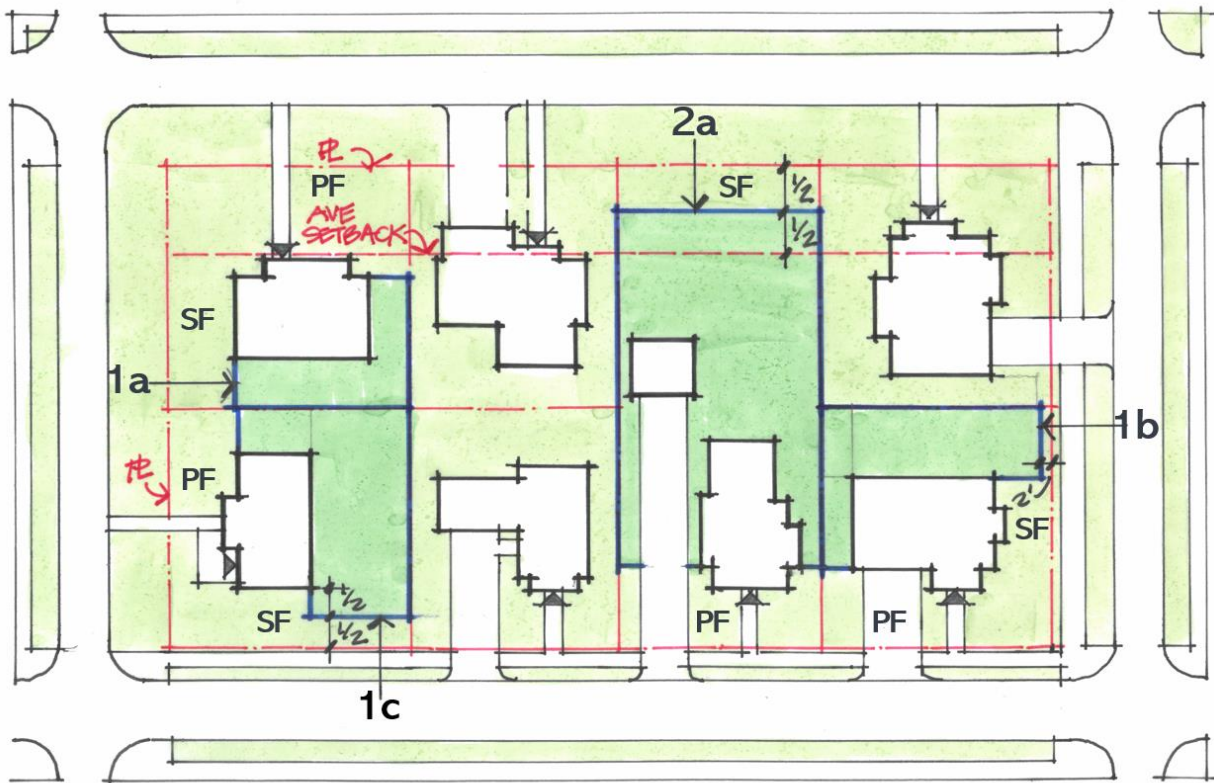 2a
PL
PF
SF
1/2
AVE
SETBACK
1/2
SF
1a
1b
PL
PF
2'
SF
1/2
SF
1/2
PF
PF
1c